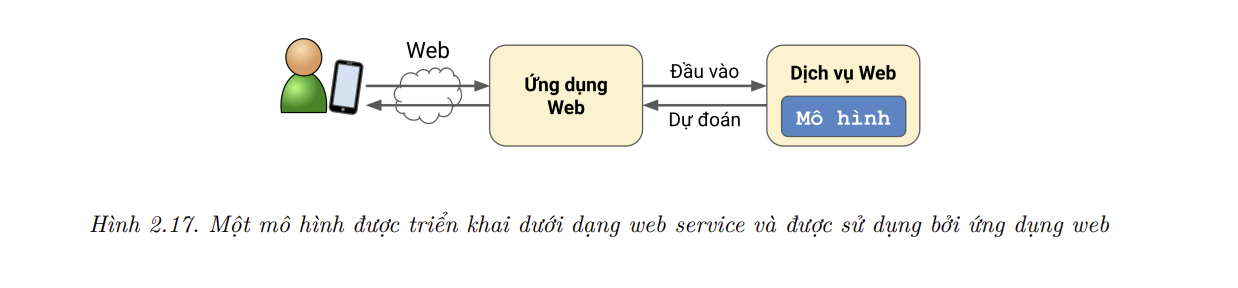 Web
Ứng dụng
Web
Đầu vào
Dự đoán
Dịch vụ Web
Mô hình
Hình 2.17. Một mô hình được triển khai dưới dạng web service và được sử dụng bởi ứng dụng web